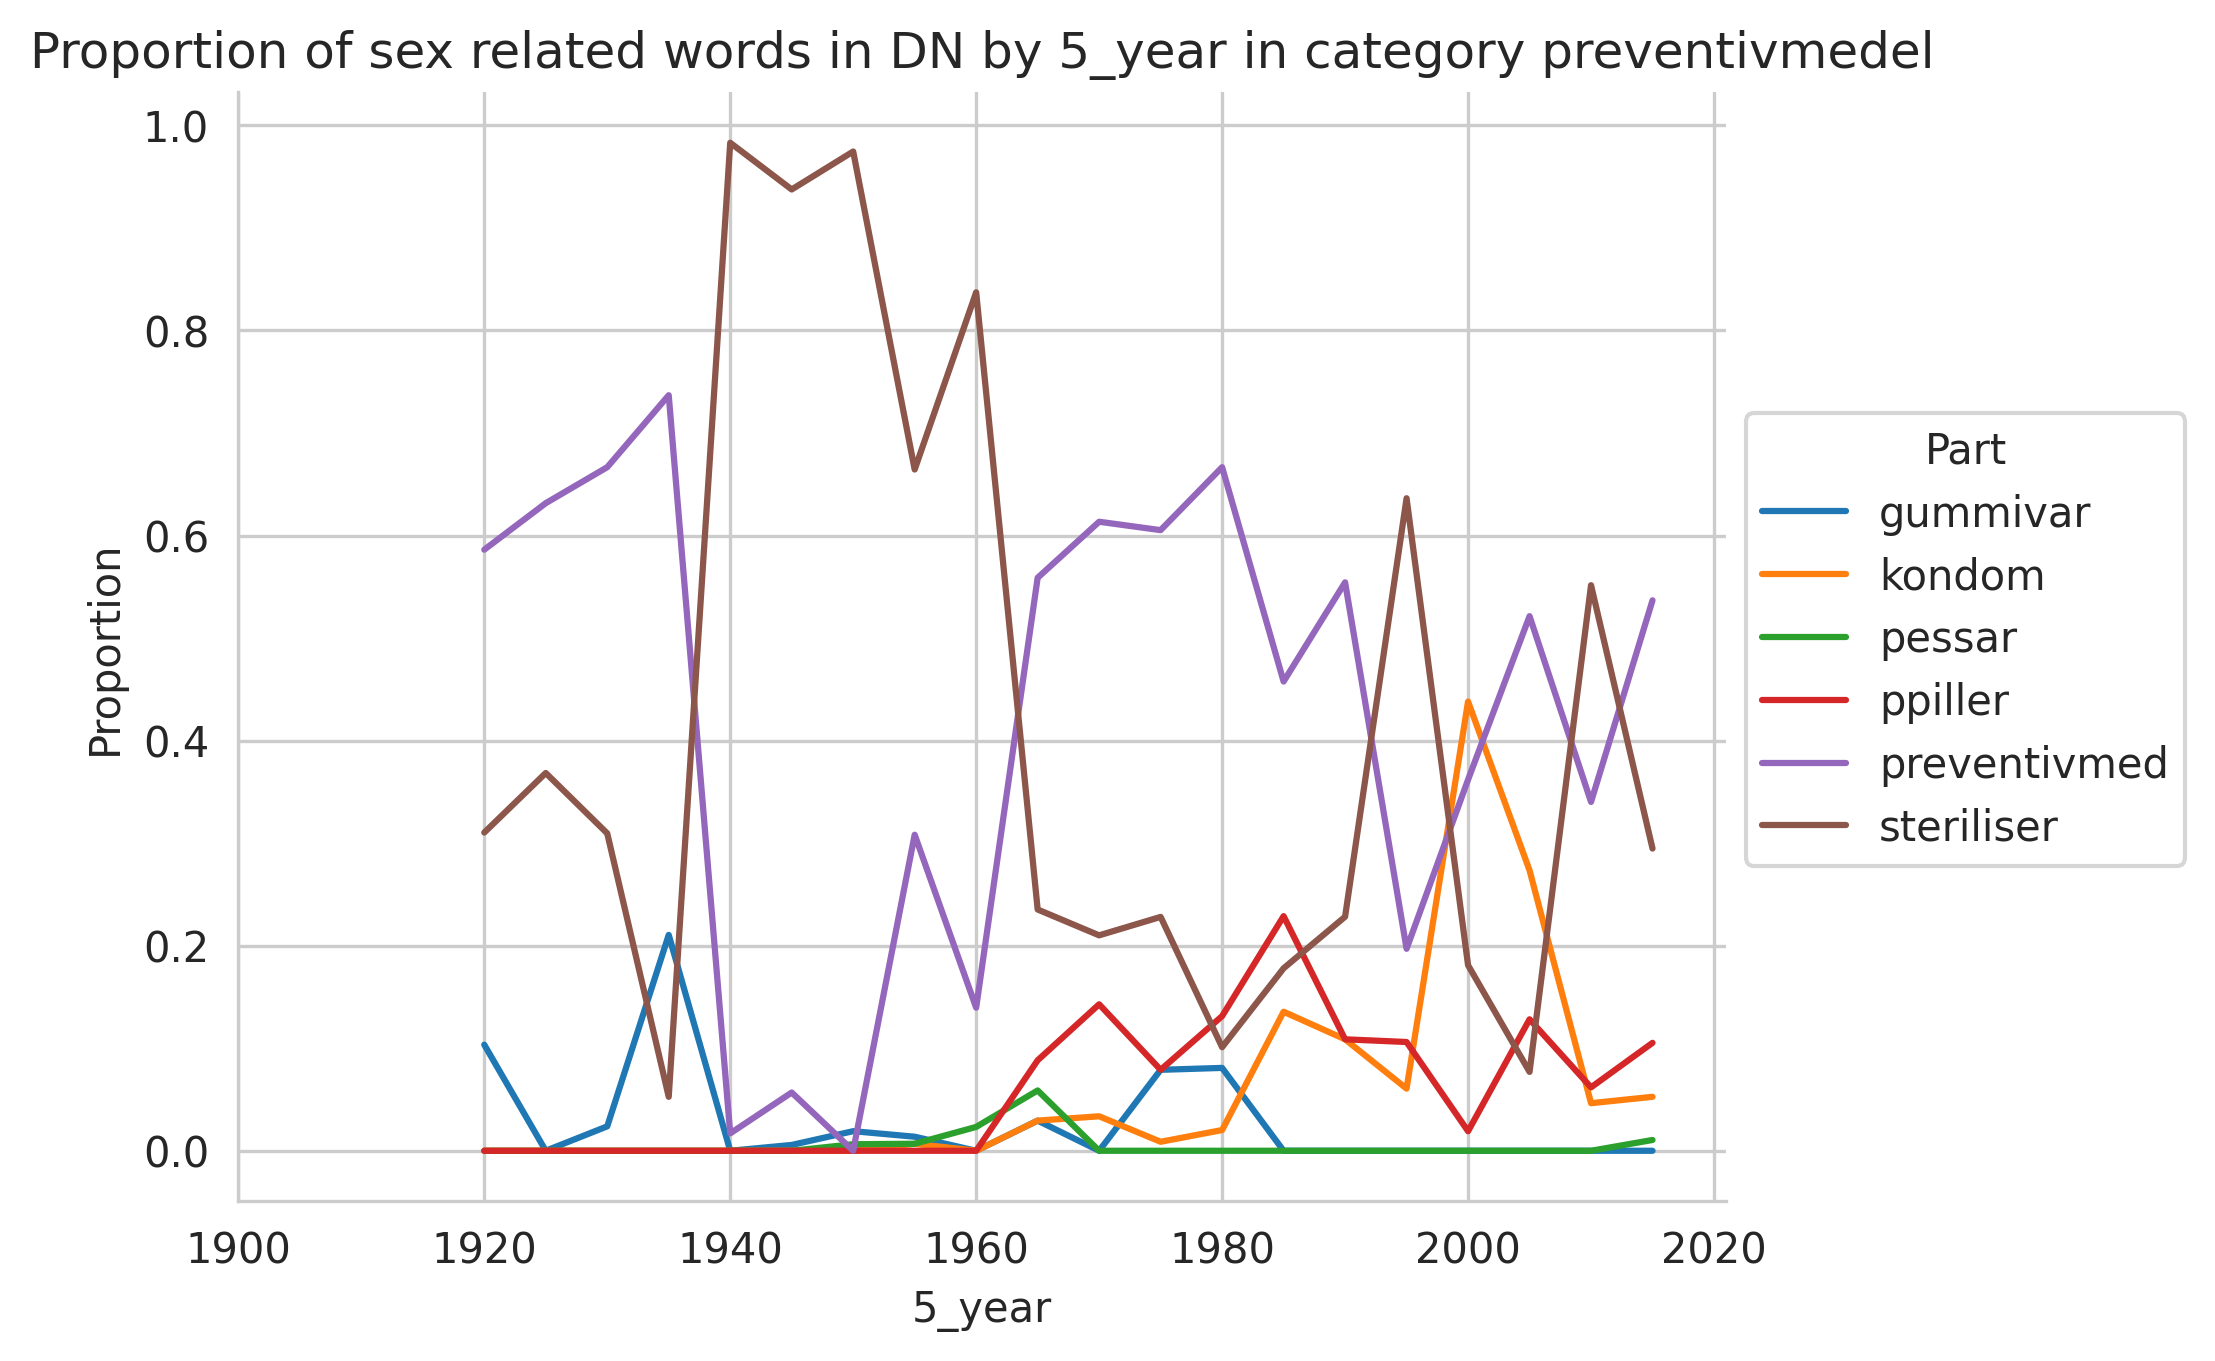 Proportion of sex related words in DN by 5_year in category preventivmedel
1.0
0.8
0.6
0.4
0.2
0.0
Proportion
1900 1920 1940 1960 1980 2000 2020
5_year
Part
gummivar
kondom
pessar
ppiller
preventivmed
steriliser